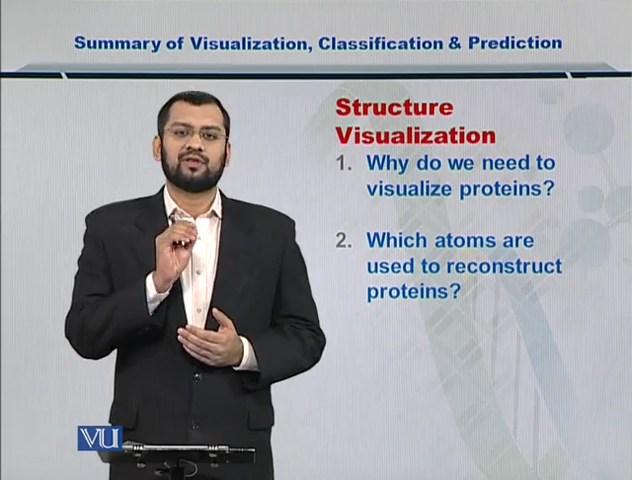 Summary of Visualization, Classification & Prediction
Structure
Visualization
1. Why do we need to
visualize proteins?
2. Which atoms are
used to reconstruct
proteins?
VU